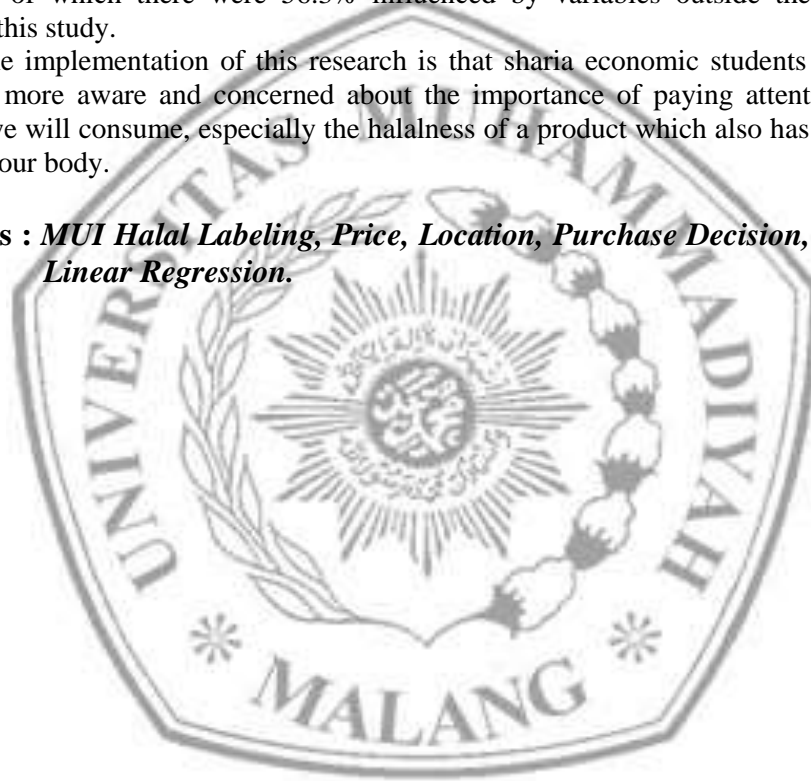 of which there were 58.5% influenced by variables outside the
this study.
e implementation of this research is that sharia economic students
more aware and concerned about the importance of paying attent
ve will consume, especially the halalness of a product which also has
our body.
s : MUI Halal Labeling, Price, Location, Purchase Decision,
Linear Regression.
UNIVERSITAS MUHAMMADIYAH
MALANG